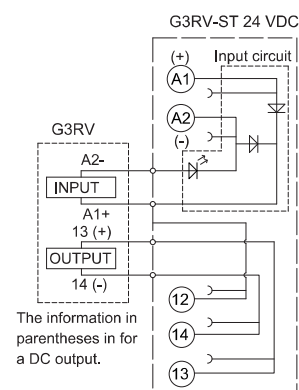 G3RV-ST 24 VDC
(+)
Input circuit
A1
A2
(-)
G3RV
A2-
INPUT
A1+
13 (+)
OUTPUT
14 (-)
12
14
13
The information in
parentheses in for
a DC output.